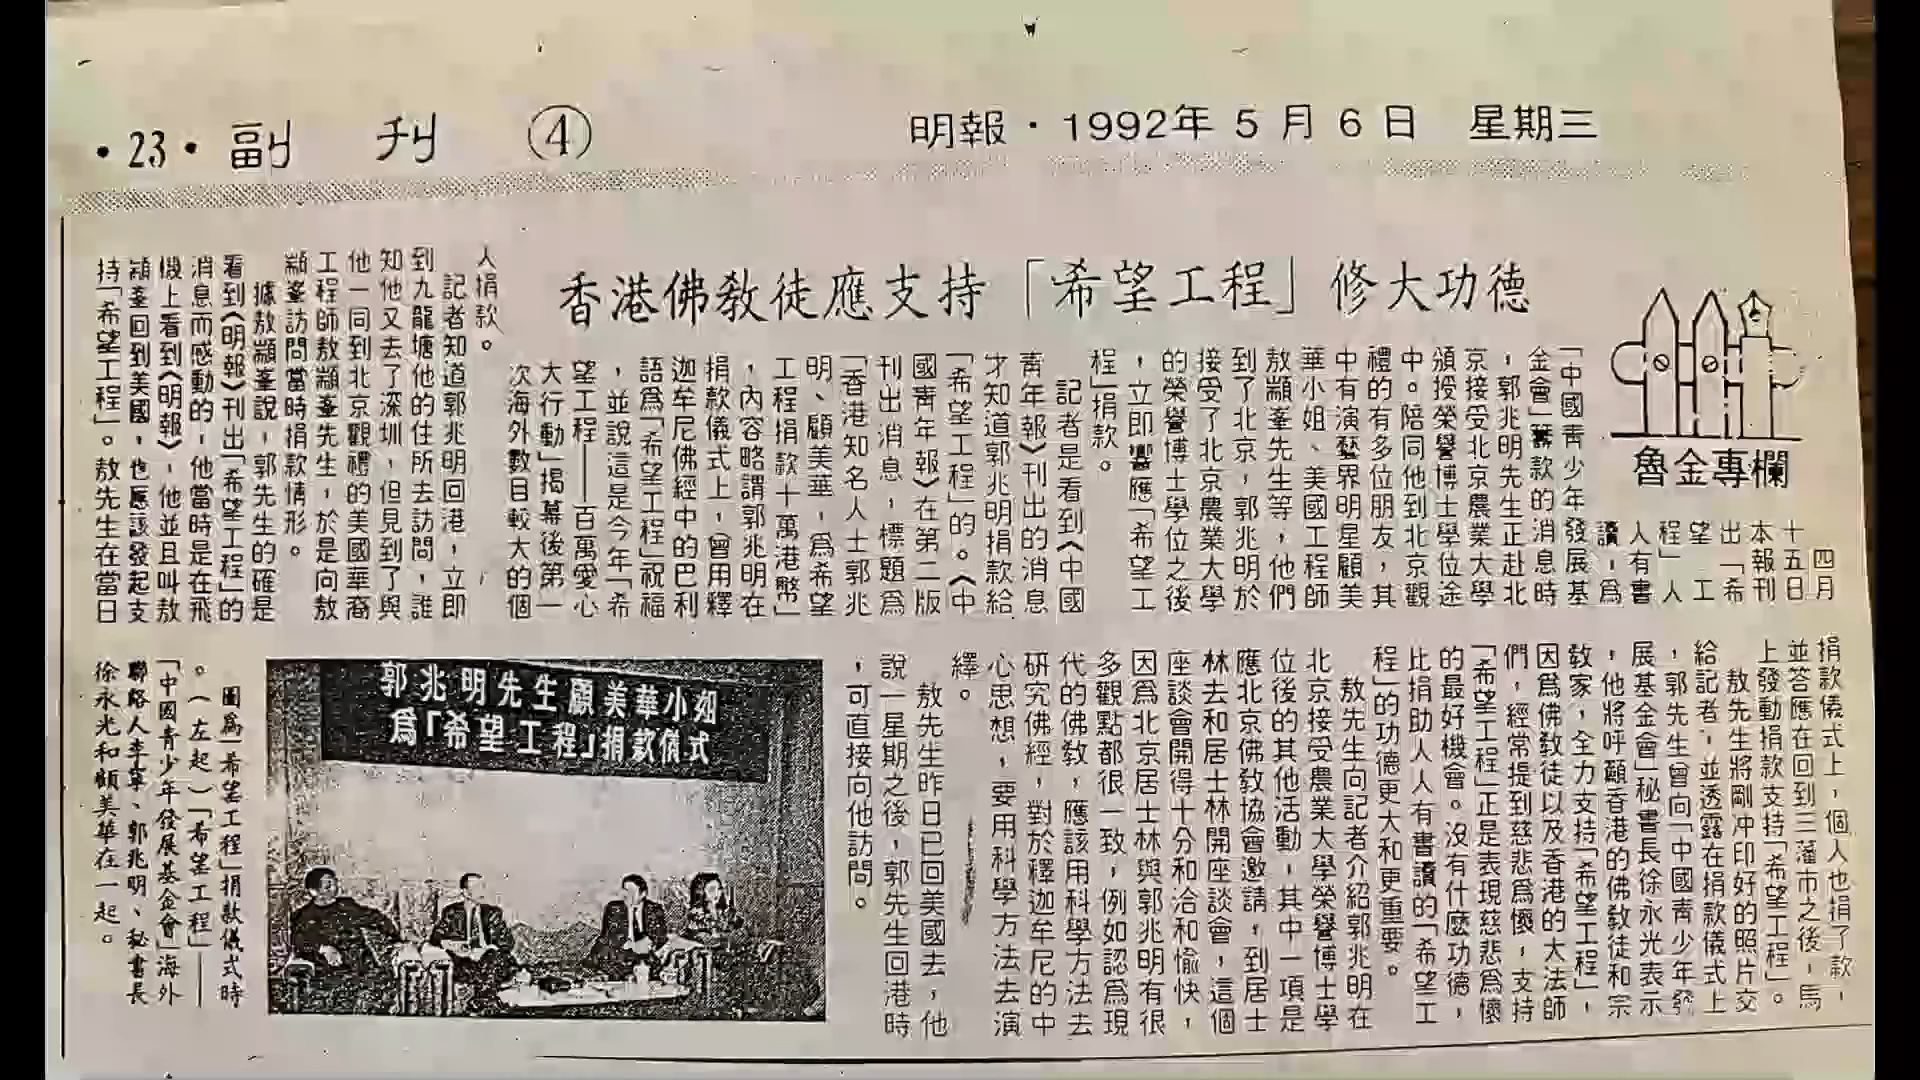 •23• 副 刊 ④
明報・1992年5月6日 星期三
香港佛教徒應支持「希望工程」修大功德
魯金專欄
四月
十五日
本報刊
出「希
望工
程」人
人有書
讀，爲
「中國青少年發展基
金會」籌款的消息時
，郭兆明先生正赴北
京接受北京農業大學
頒授榮譽博士學位途
中。陪同他到北京觀
禮的有多位朋友，其
中有演藝界明星顧美
華小姐、美國工程師
敖顓峯先生等，他們
到了北京，郭兆明於
接受了北京農業大學
的榮譽博士學位之後
，立即響應「希望工
程」捐款。
記者是看到《中國
青年報》刊出的消息
才知道郭兆明捐款給
「希望工程」的。《中
國青年報》在第二版
刊出消息，標題爲
「香港知名人士郭兆
明、顧美華，爲希望
工程捐款十萬港幣」
，內容略謂郭兆明在
捐款儀式上，曾用釋
迦牟尼佛經中的巴利
語爲「希望工程」祝福
，並說這是今年「希
望工程——百萬愛心
大行動」揭幕後第一
次海外數目較大的個
人捐款。
記者知道郭兆明回港，立即
到九龍塘他的住所去訪問，誰
知他又去了深圳，但見到了與
他一同到北京觀禮的美國華裔
工程師敖顓峯先生，於是向敖
顓峯訪問當時捐款情形。
據敖顓峯說，郭先生的確是
看到《明報》刊出「希望工程」的
消息而感動的，他當時是在飛
機上看到《明報》，他並且叫敖
顓峯回到美國，也應該發起支
持「希望工程」。敖先生在當日
捐款儀式上，個人也捐了款，
並答應在回到三藩市之後，馬
上發動捐款支持「希望工程」。
敖先生將剛冲印好的照片交
給記者，並透露在捐款儀式上
，郭先生曾向「中國青少年發
展基金會」秘書長徐永光表示
，他將呼籲香港的佛教徒和宗
教家，全力支持「希望工程」，
因爲佛教徒以及香港的大法師
們，經常提到慈悲爲懷，支持
「希望工程」正是表現慈悲爲懷
的最好機會。沒有什麽功德，
比捐助人人有書讀的「希望工
程」的功德更大和更重要。
敖先生向記者介紹郭兆明在
北京接受農業大學榮譽博士學
位後的其他活動，其中一項是
應北京佛教協會邀請，到居士
林去和居士林開座談會，這個
座談會開得十分和洽和愉快，
因爲北京居士林與郭兆明有很
多觀點都很一致，例如認爲現
代的佛教，應該用科學方法去
研究佛經，對於釋迦牟尼的中
心思想，要用科學方法去演
繹。
敖先生昨日已回美國去，他
說一星期之後，郭先生回港時
，可直接向他訪問。
郭兆明先生顧美華小姐
爲「希望工程」捐款儀式
圖爲「希望工程」捐款儀式時
。（左起）「希望工程」——
「中國青少年發展基金會」海外
聯絡人李寧、郭兆明、秘書長
徐永光和顧美華在一起。